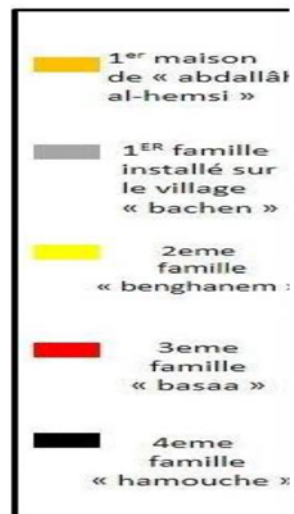 1er maison
de « abdallâh
al-hemsi »
1ER famille
installé sur
le village
« bachen »
2eme
famille
« benghanem »
3eme
famille
« basaa »
4eme
famille
« hamouche »